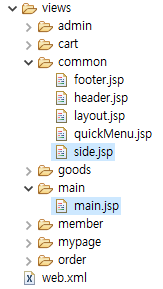 views
admin
cart
common
footer.jsp
header.jsp
layout.jsp
quickMenu.jsp
side.jsp
goods
main
main.jsp
member
mypage
order
web.xml